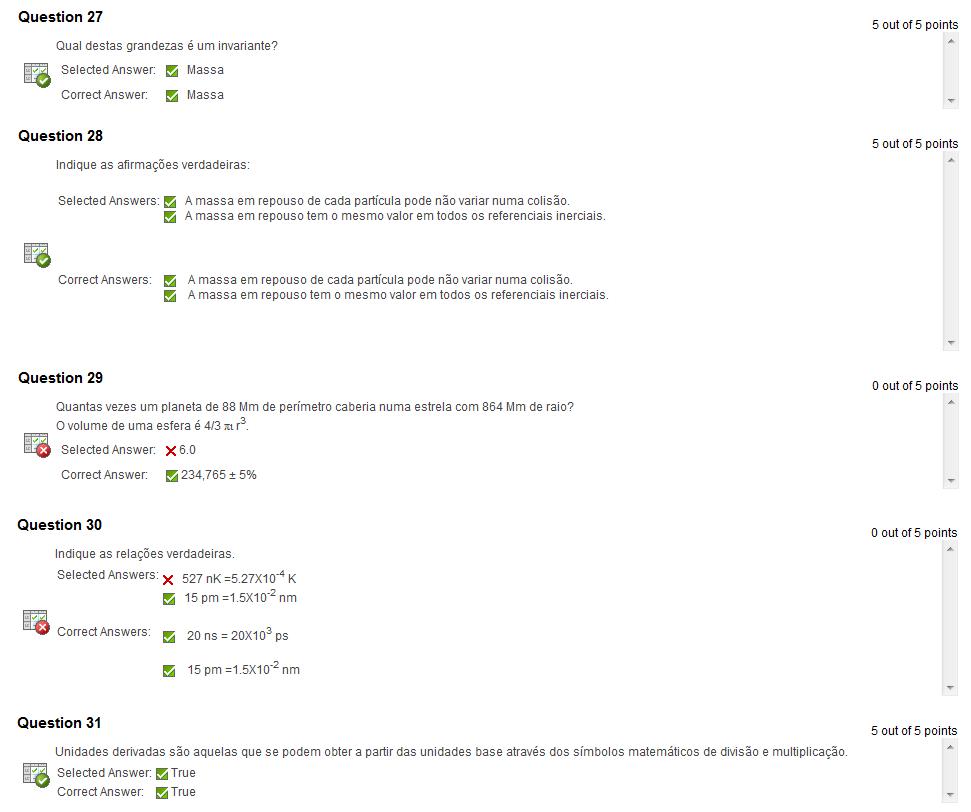 Question 27
5 out of 5 points
Qual destas grandezas é um invariante?
Selected Answer: Massa
Correct Answer: Massa
Question 28
5 out of 5 points
Indique as afirmações verdadeiras:
Selected Answers: A massa em repouso de cada partícula pode não variar numa colisão.
A massa em repouso tem o mesmo valor em todos os referenciais inerciais.
Correct Answers: A massa em repouso de cada partícula pode não variar numa colisão.
A massa em repouso tem o mesmo valor em todos os referenciais inerciais.
Question 29
0 out of 5 points
Quantas vezes um planeta de 88 Mm de perímetro caberia numa estrela com 864 Mm de raio?
O volume de uma esfera é 4/3 π r³.
Selected Answer: 6.0
Correct Answer: 234,765 ± 5%
Question 30
0 out of 5 points
Indique as relações verdadeiras.
Selected Answers: 527 nK =5.27X10⁻⁴ K
15 pm =1.5X10⁻² nm
Correct Answers: 20 ns = 20X10³ ps
15 pm =1.5X10⁻² nm
Question 31
5 out of 5 points
Unidades derivadas são aquelas que se podem obter a partir das unidades base através dos símbolos matemáticos de divisão e multiplicação.
Selected Answer: True
Correct Answer: True